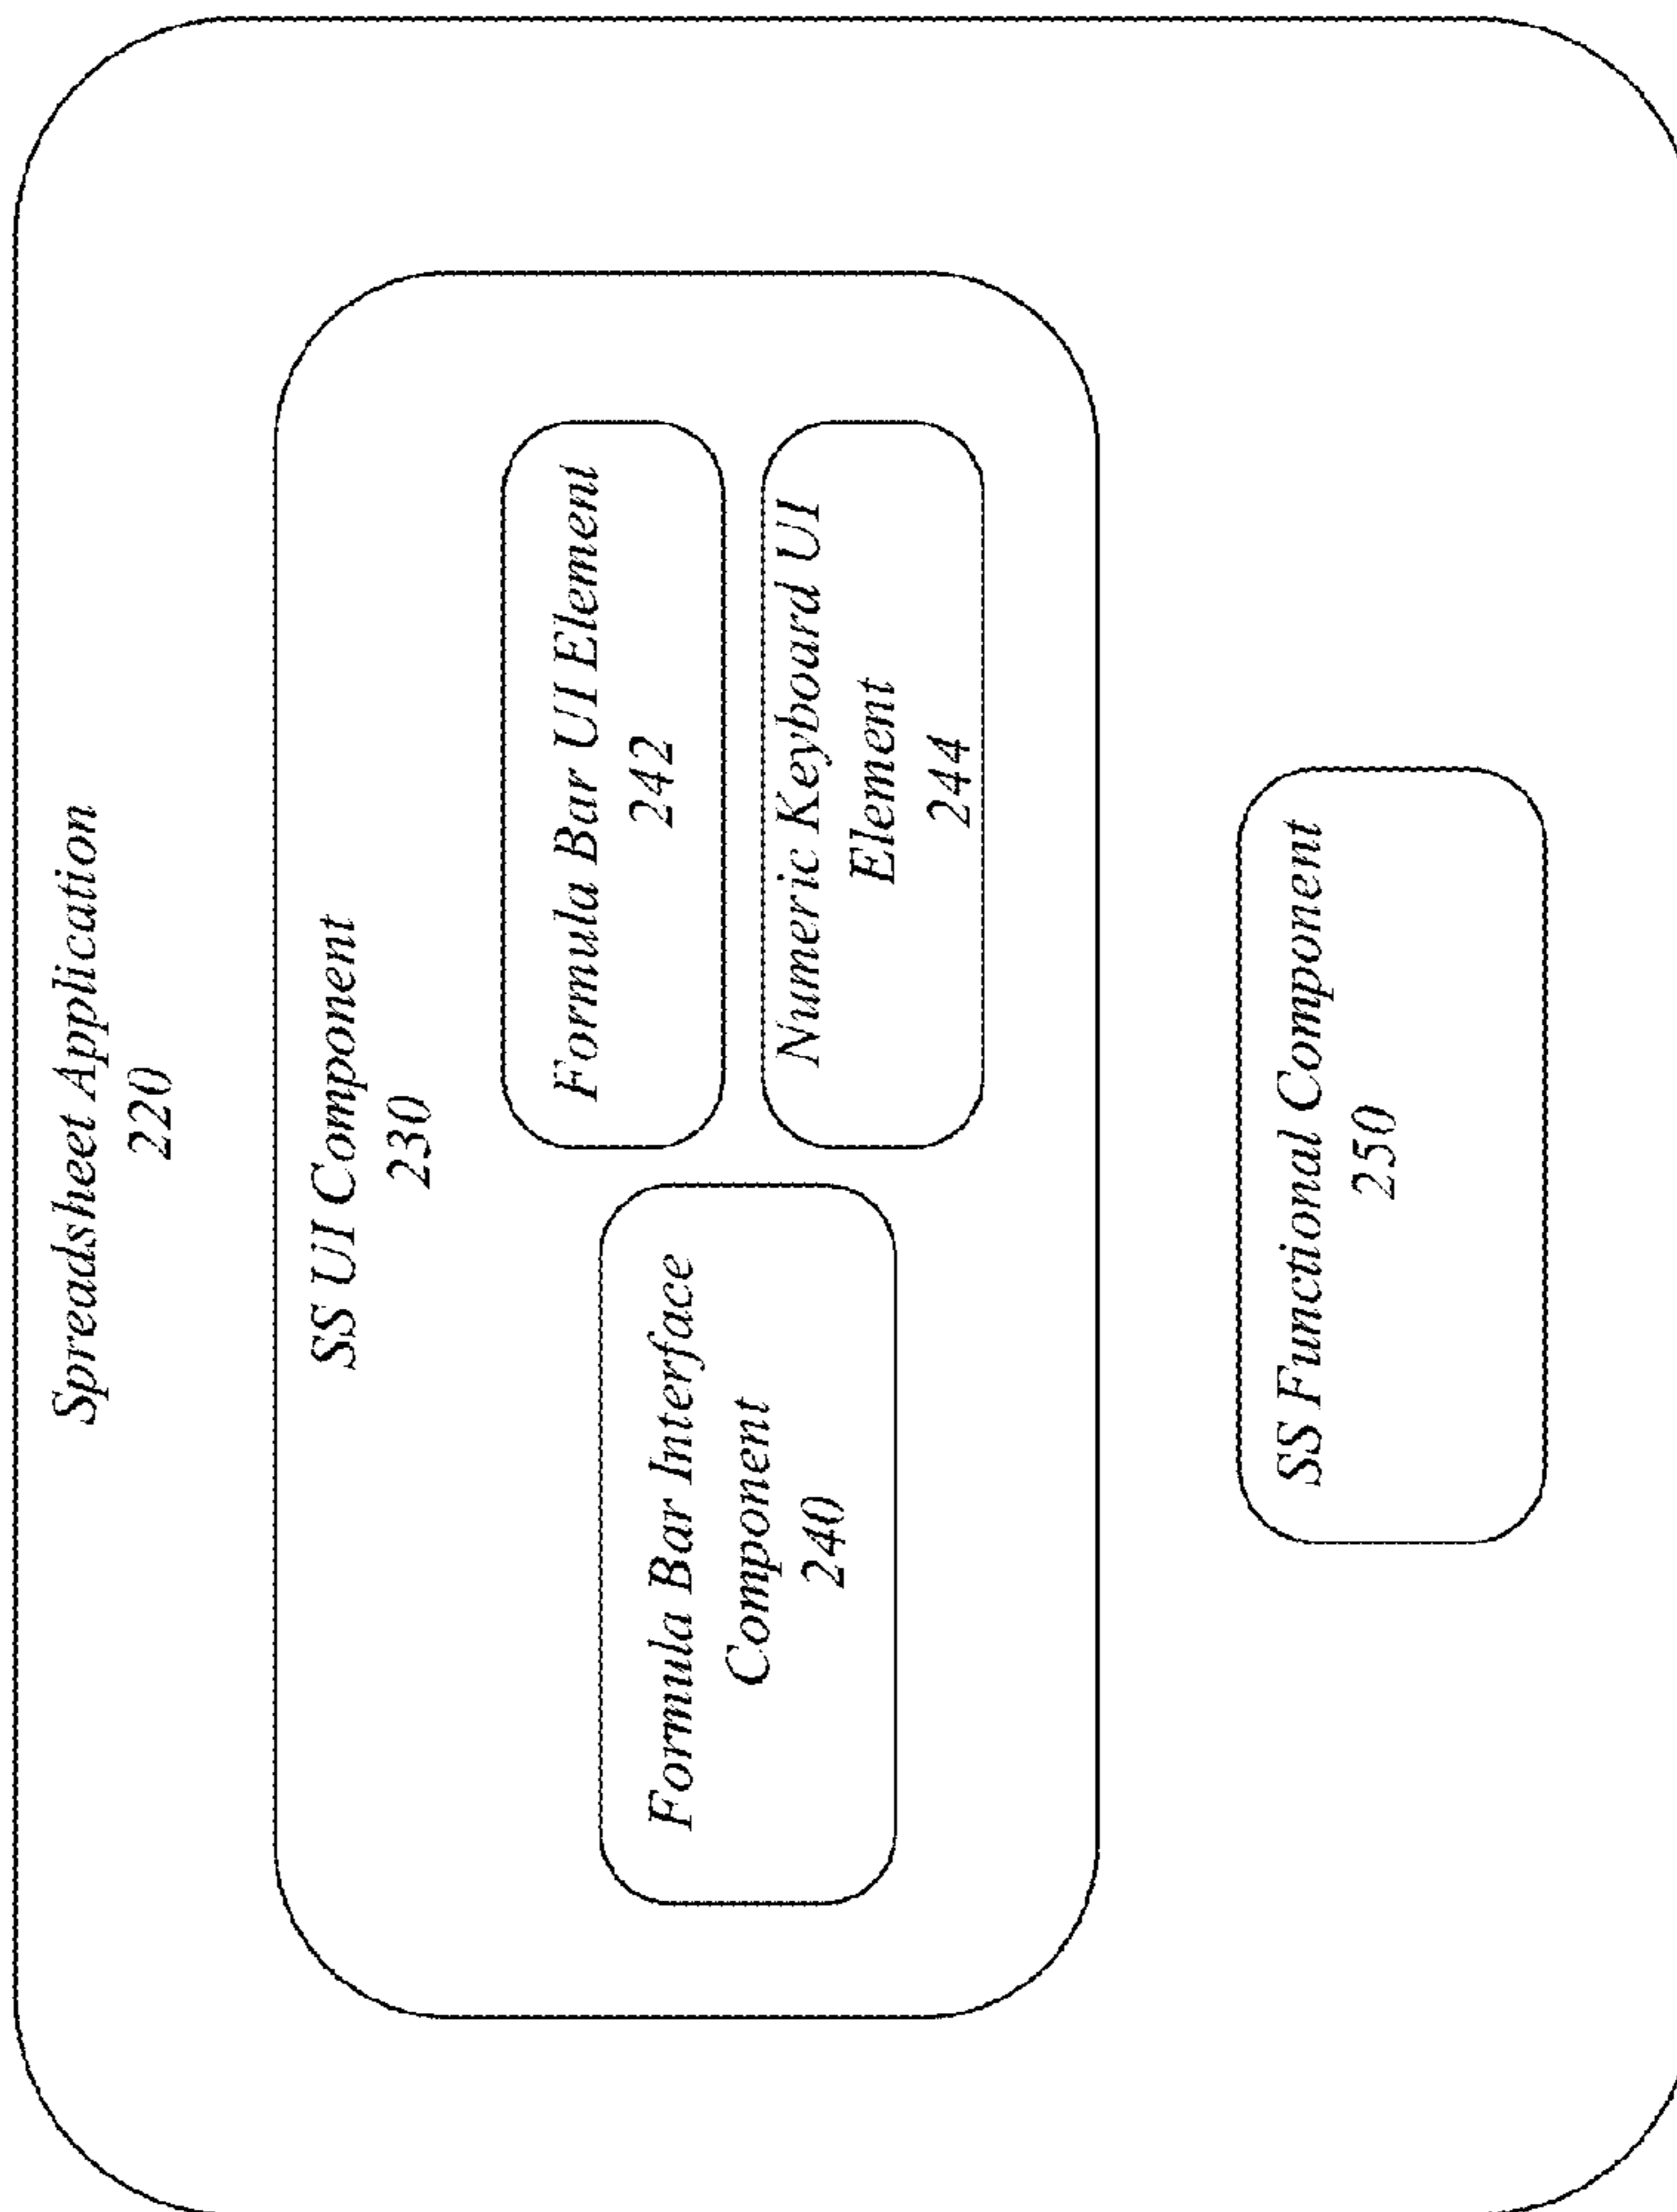 Spreadsheet Application
220
SS UI Component
230
Formula Bar Interface
Component
240
Formula Bar UI Element
242
Numeric Keyboard UI
Element
244
SS Functional Component
250